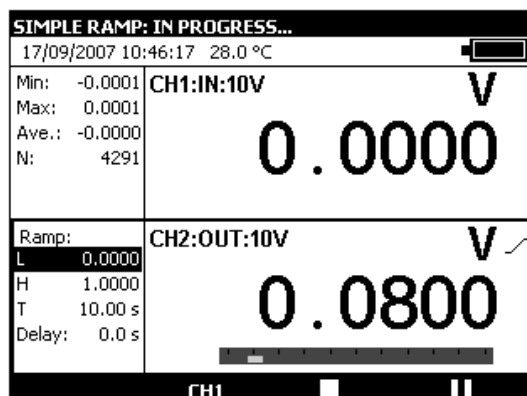 SIMPLE RAMP: IN PROGRESS...
17/09/2007 10:46:17 28.0 °C
Min: -0.0001
Max: 0.0001
Ave.: -0.0000
N: 4291
CH1:IN:10V
V
0.0000
Ramp:
L 0.0000
H 1.0000
T 10.00 s
Delay: 0.0 s
CH2:OUT:10V
V
0.0800
CH1